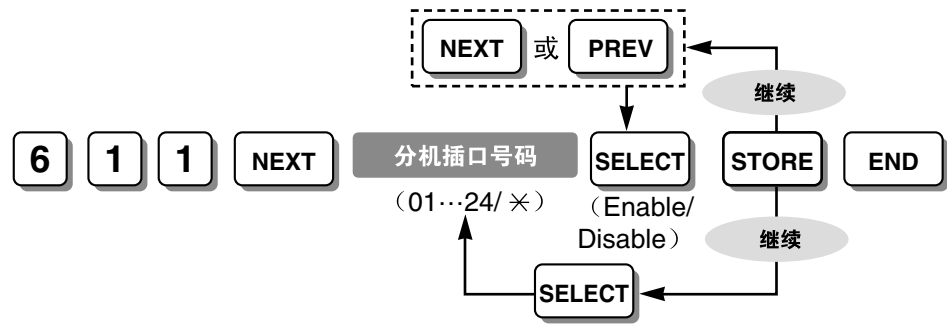 NEXT 或 PREV
继续
6 1 1 NEXT 分机插口号码 SELECT STORE END
（01…24/ ✳）
（Enable/
Disable）
继续
SELECT